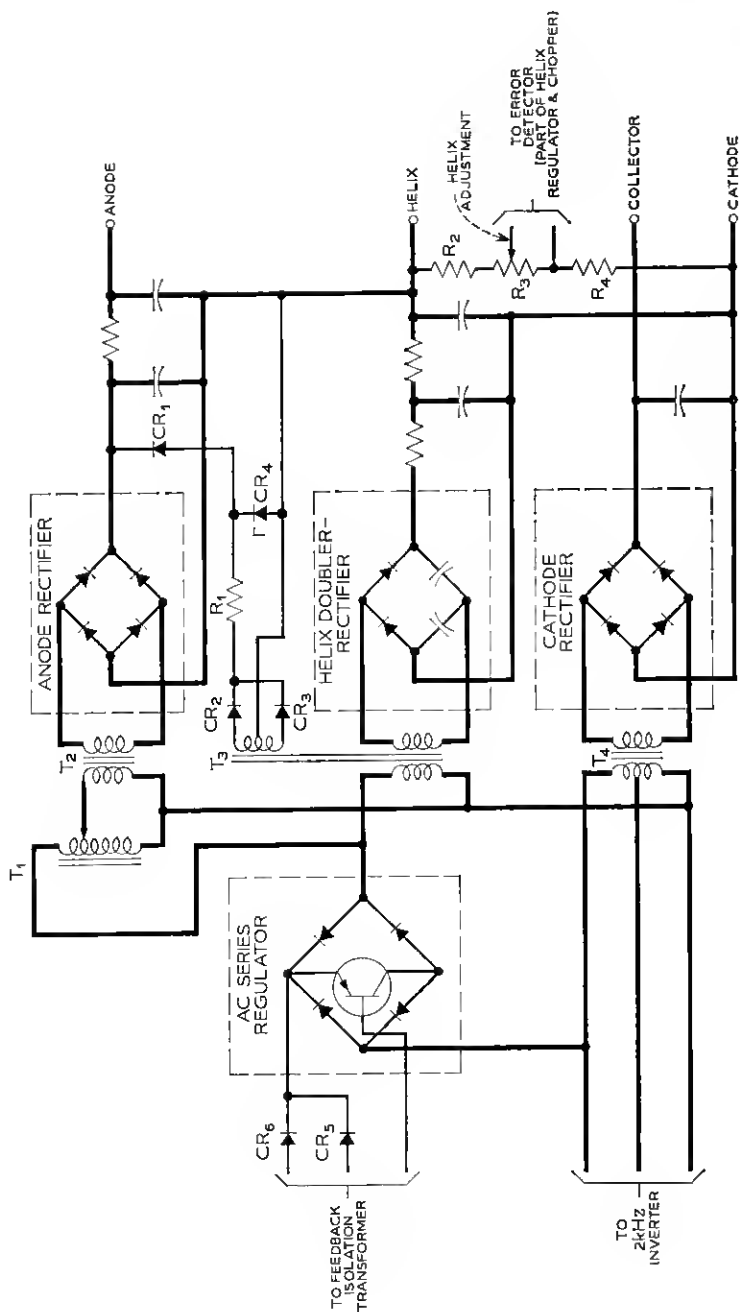 T1
T2
ANODE RECTIFIER
CR1
ANODE
AC SERIES
REGULATOR
CR2
CR3
T3
R1
CR4
HELIX DOUBLER–
RECTIFIER
HELIX
HELIX
ADJUSTMENT
R2
R3
R4
TO ERROR
DETECTOR
(PART OF HELIX
REGULATOR & CHOPPER)
CR6
CR5
TO FEEDBACK
ISOLATION
TRANSFORMER
T4
CATHODE
RECTIFIER
COLLECTOR
CATHODE
TO
2kHz
INVERTER